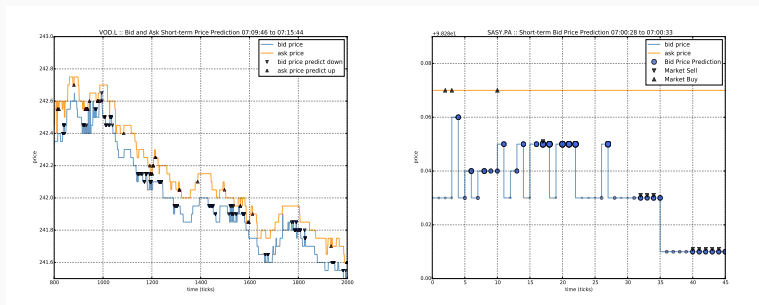 VOD.L :: Bid and Ask Short-term Price Prediction 07:09:46 to 07:15:44
243.0
242.8
242.6
242.4
242.2
242.0
241.8
241.6
price
800
1000
1200
1400
1600
1800
2000
time (ticks)
bid price
ask price
bid price predict down
ask price predict up
SASY.PA :: Short-term Bid Price Prediction 07:00:28 to 07:00:33
+9.828e1
0.08
0.06
0.04
0.02
0.00
price
0
5
10
15
20
25
30
35
40
45
time (ticks)
bid price
ask price
Bid Price Prediction
Market Sell
Market Buy